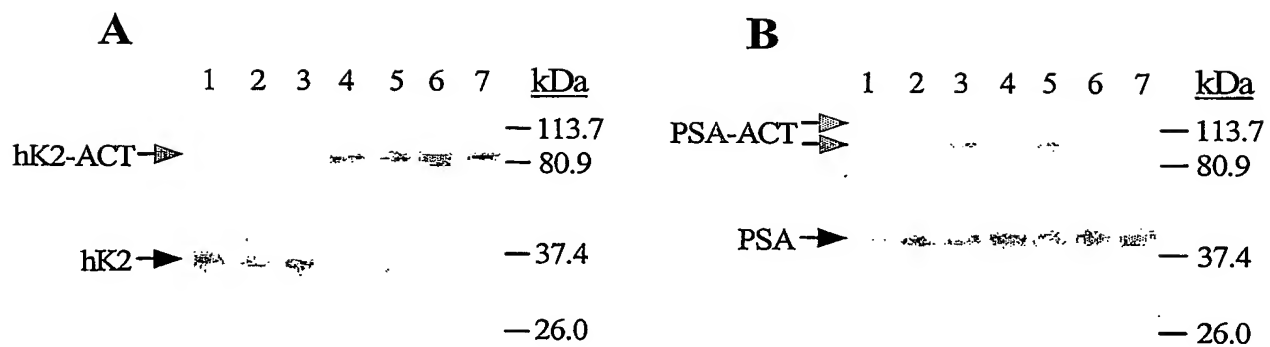 A
1 2 3 4 5 6 7 kDa
113.7
hK2-ACT
80.9
hK2
37.4
26.0
B
1 2 3 4 5 6 7 kDa
PSA-ACT
113.7
80.9
PSA
37.4
26.0